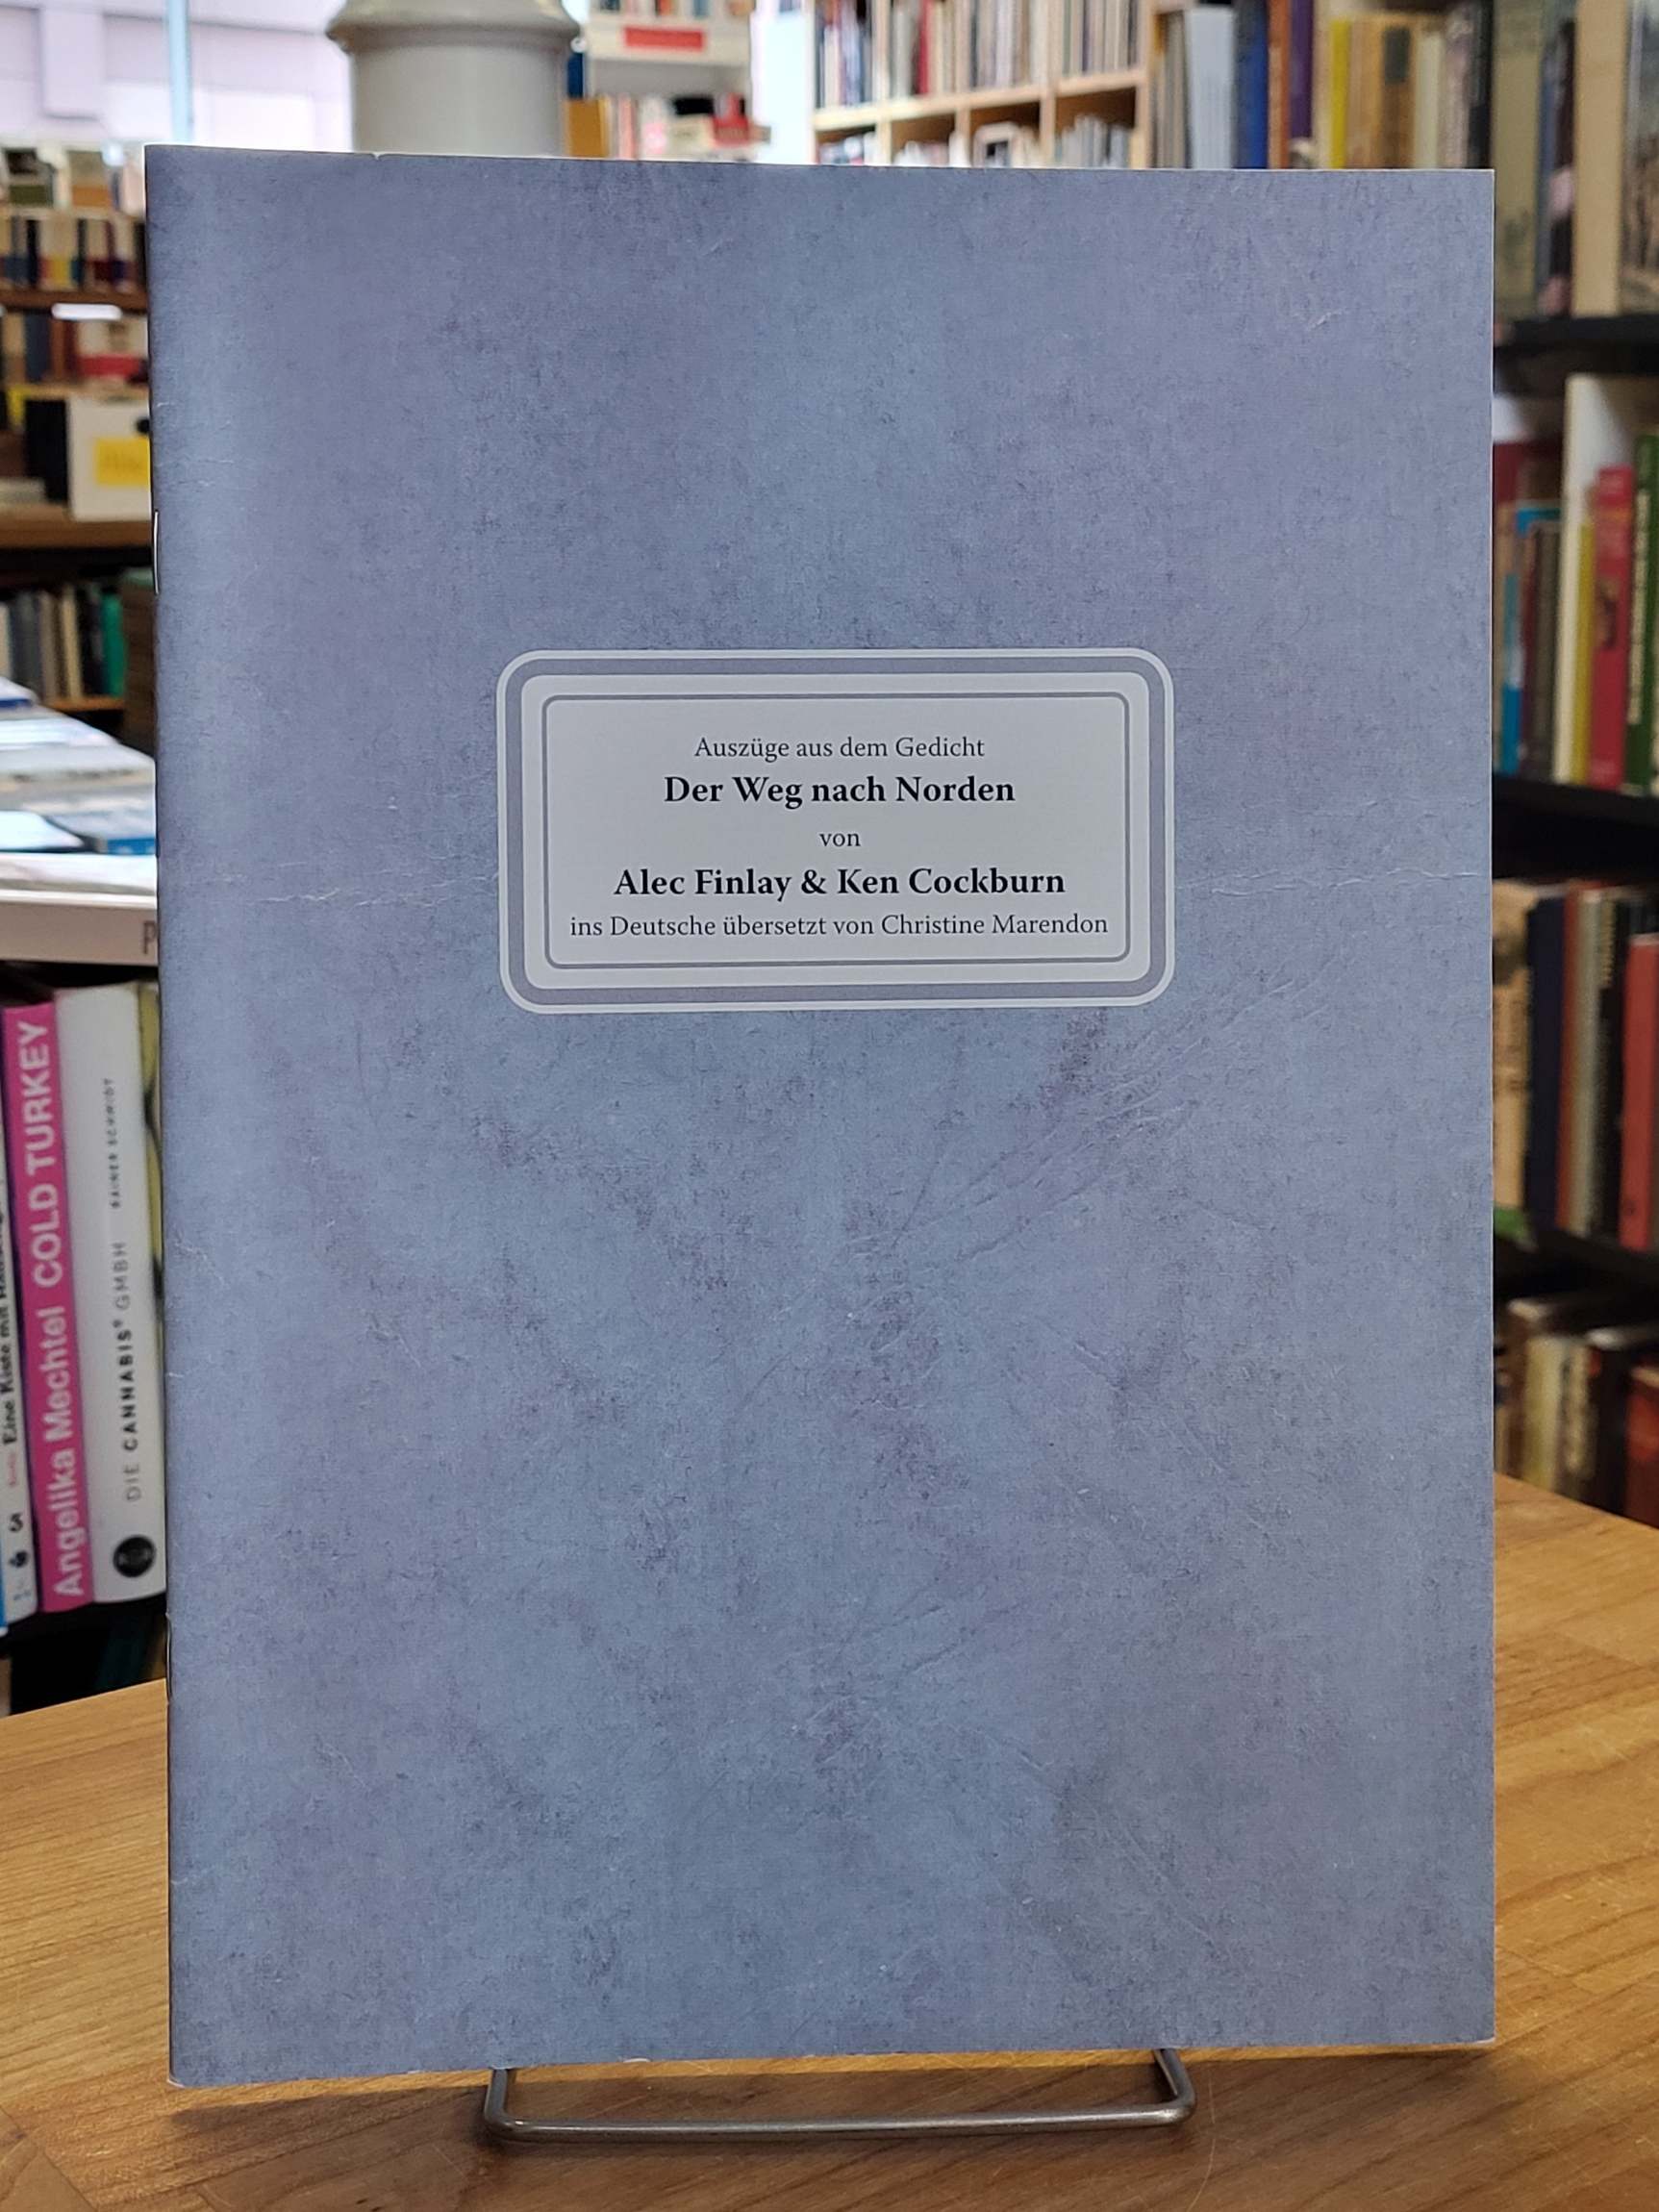 Auszüge aus dem Gedicht
Der Weg nach Norden
von
Alec Finlay & Ken Cockburn
ins Deutsche übersetzt von Christine Marendon
Angelika Mechtel COLD TURKEY
DIE CANNABIS GMBH RAINER SCHMIDT
Eine Kiste mit